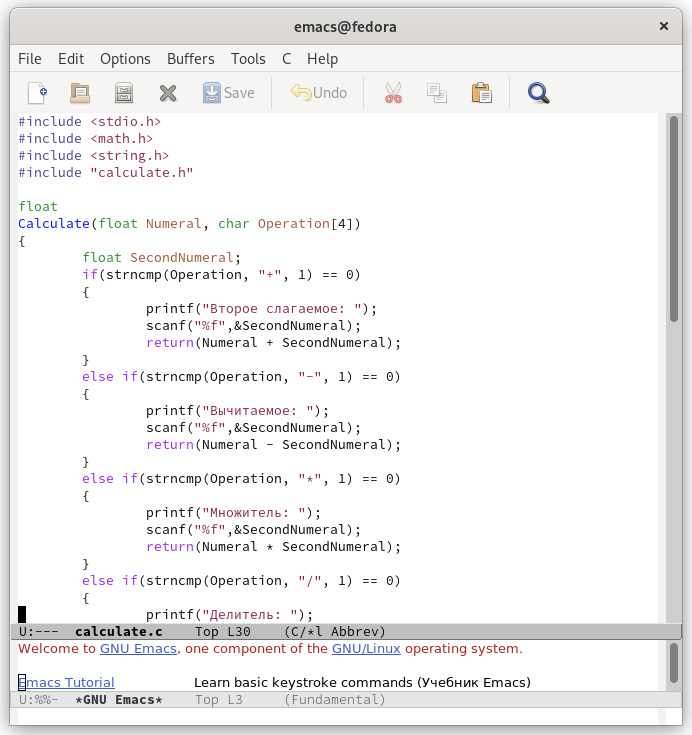 emacs@fedora
File Edit Options Buffers Tools C Help
Save Undo
#include <stdio.h>
#include <math.h>
#include <string.h>
#include "calculate.h"
float
Calculate(float Numeral, char Operation[4])
{
float SecondNumeral;
if(strncmp(Operation, "+", 1) == 0)
{
printf("Второе слагаемое: ");
scanf("%f",&SecondNumeral);
return(Numeral + SecondNumeral);
}
else if(strncmp(Operation, "-", 1) == 0)
{
printf("Вычитаемое: ");
scanf("%f",&SecondNumeral);
return(Numeral - SecondNumeral);
}
else if(strncmp(Operation, "*", 1) == 0)
{
printf("Множитель: ");
scanf("%f",&SecondNumeral);
return(Numeral * SecondNumeral);
}
else if(strncmp(Operation, "/", 1) == 0)
{
printf("Делитель: ");
U:--- calculate.c Top L30 (C/*l Abbrev)
Welcome to GNU Emacs, one component of the GNU/Linux operating system.
Emacs Tutorial Learn basic keystroke commands (Учебник Emacs)
U:%%- *GNU Emacs* Top L3 (Fundamental)